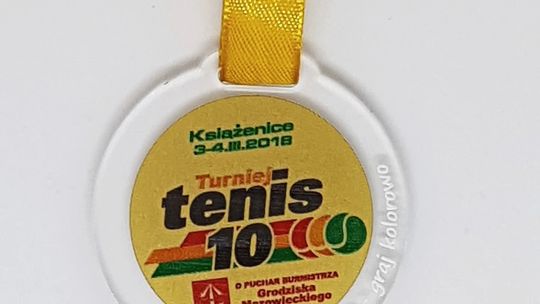 Książenice
3-4.III.2018
Turniej
tenis
10
O PUCHAR BURMISTRZA
Grodziska
Mazowieckiego
graj kolorowo